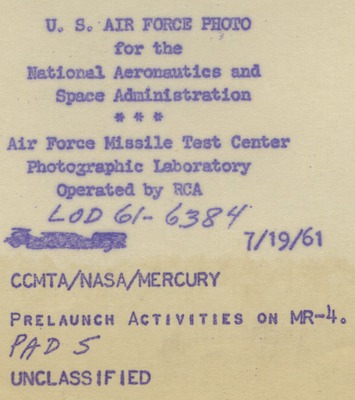 U. S. AIR FORCE PHOTO
for the
National Aeronautics and
Space Administration
* * *
Air Force Missile Test Center
Photographic Laboratory
Operated by RCA
LOD 61-6384
7/19/61
CCMTA/NASA/MERCURY
PRELAUNCH ACTIVITIES ON MR-4.
PAD 5
UNCLASSIFIED